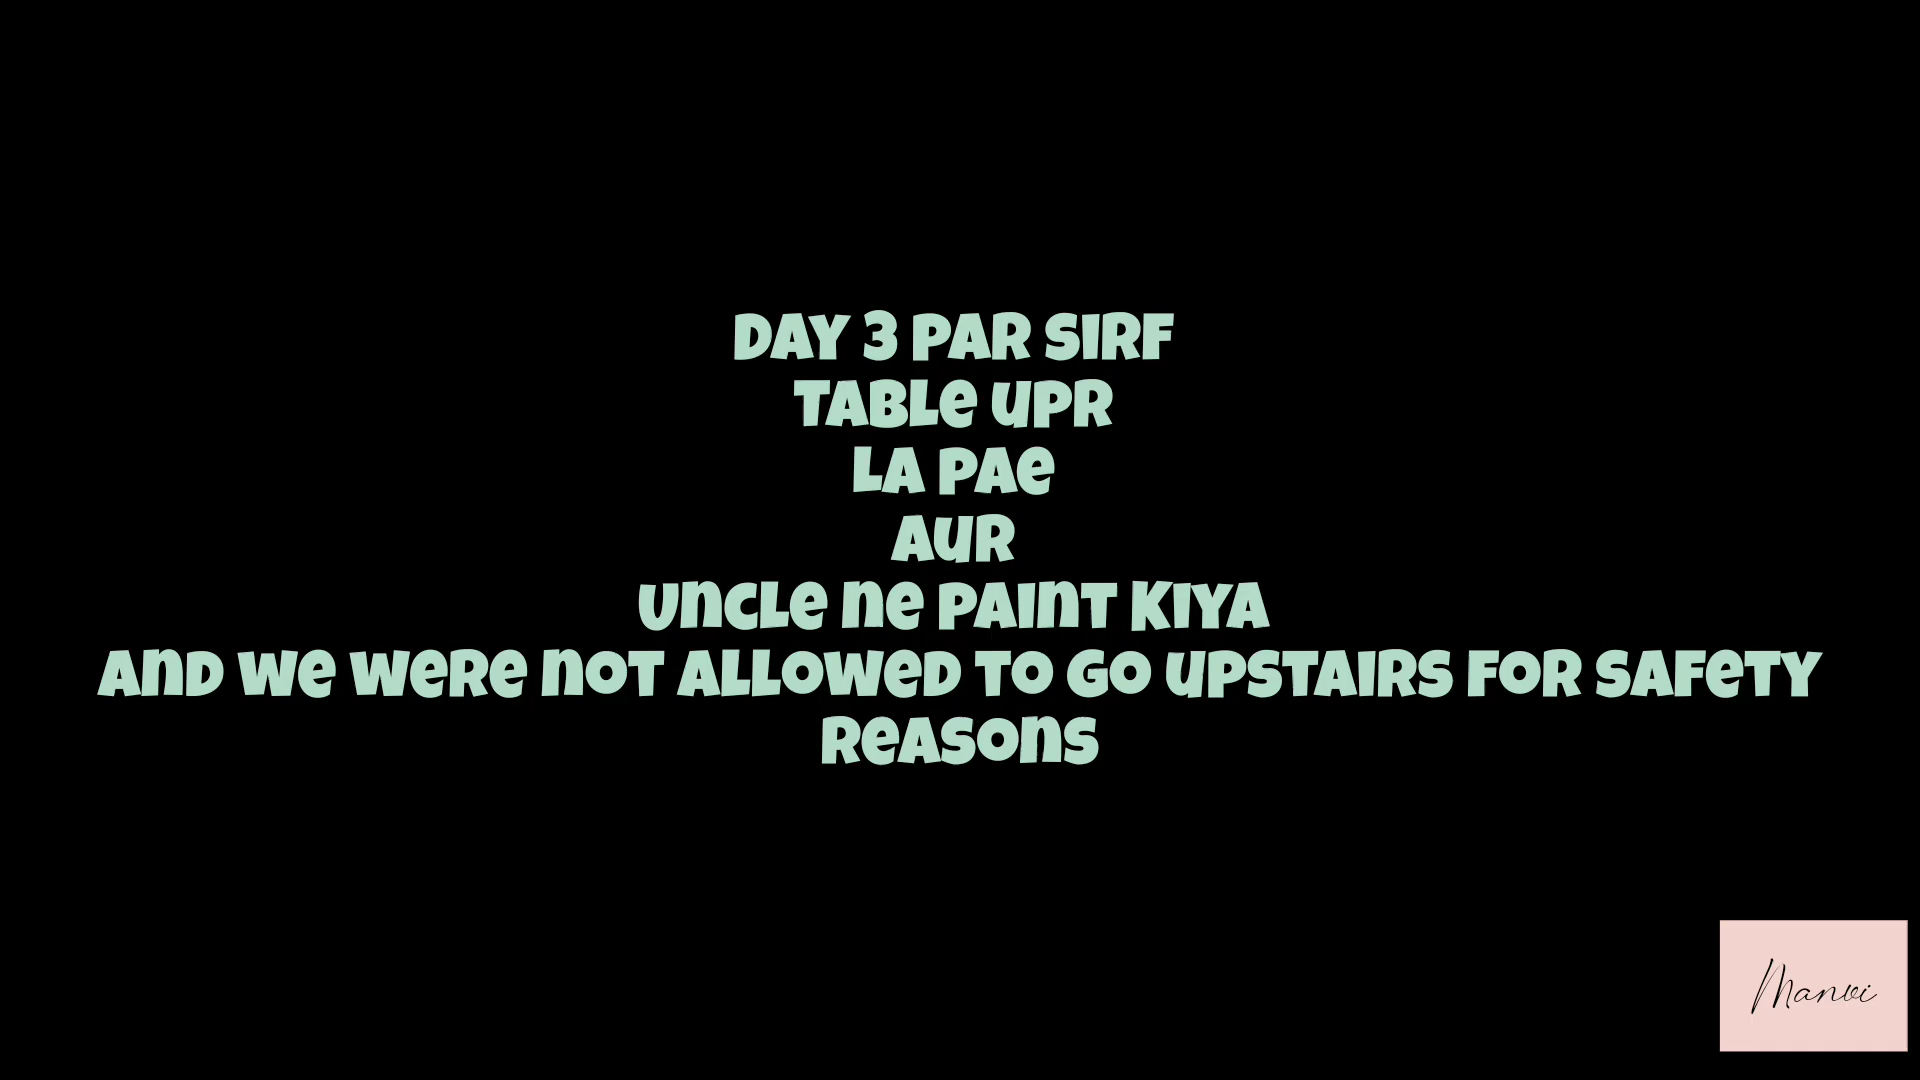 Day 3 par sirf
table upr
la pae
aur
Uncle ne paint kiya
and we were not allowed to go upstairs for safety
reasons
Manvi